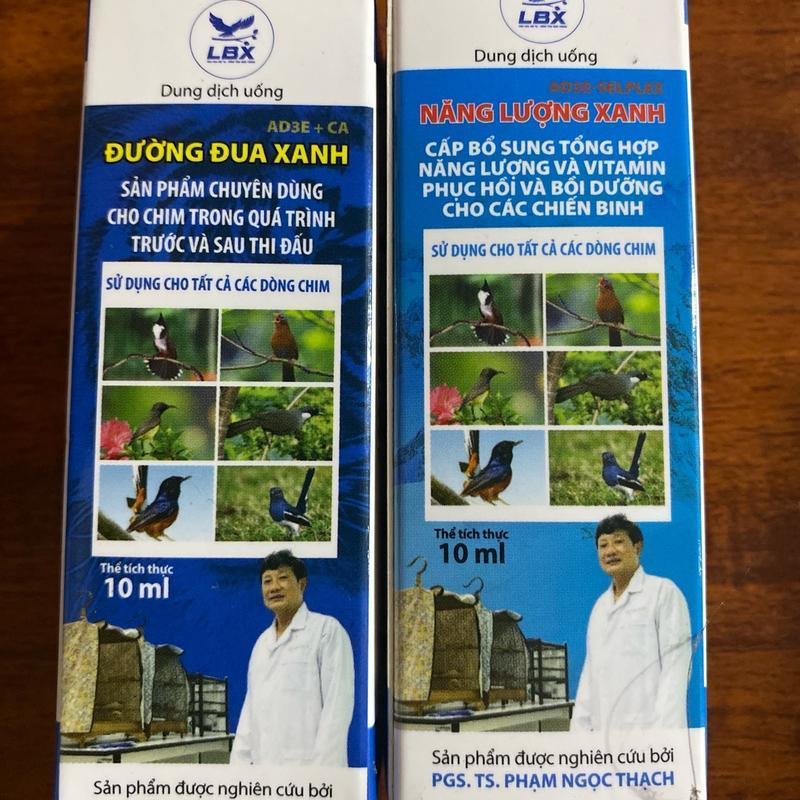 LBX
Dung dịch uống
AD3E + CA
ĐƯỜNG ĐUA XANH
SẢN PHẨM CHUYÊN DÙNG
CHO CHIM TRONG QUÁ TRÌNH
TRƯỚC VÀ SAU THI ĐẤU
SỬ DỤNG CHO TẤT CẢ CÁC DÒNG CHIM
Thể tích thực
10 ml
Sản phẩm được nghiên cứu bởi
LBX
Dung dịch uống
AD3E-SELPLEX
NĂNG LƯỢNG XANH
CẤP BỔ SUNG TỔNG HỢP
NĂNG LƯỢNG VÀ VITAMIN
PHỤC HỒI VÀ BỒI DƯỠNG
CHO CÁC CHIẾN BINH
SỬ DỤNG CHO TẤT CẢ CÁC DÒNG CHIM
Thể tích thực
10 ml
Sản phẩm được nghiên cứu bởi
PGS. TS. PHẠM NGỌC THẠCH